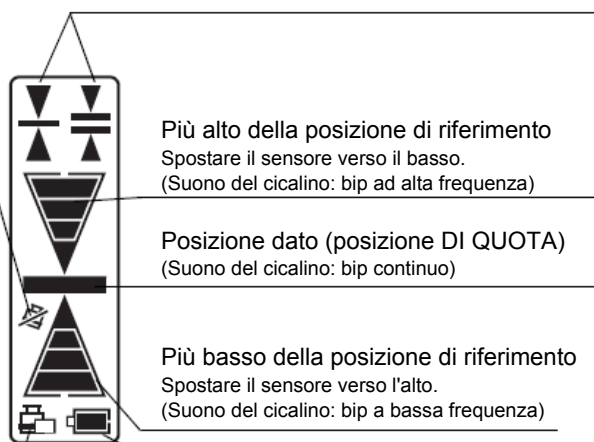 Più alto della posizione di riferimento
Spostare il sensore verso il basso.
(Suono del cicalino: bip ad alta frequenza)
Posizione dato (posizione DI QUOTA)
(Suono del cicalino: bip continuo)
Più basso della posizione di riferimento
Spostare il sensore verso l'alto.
(Suono del cicalino: bip a bassa frequenza)